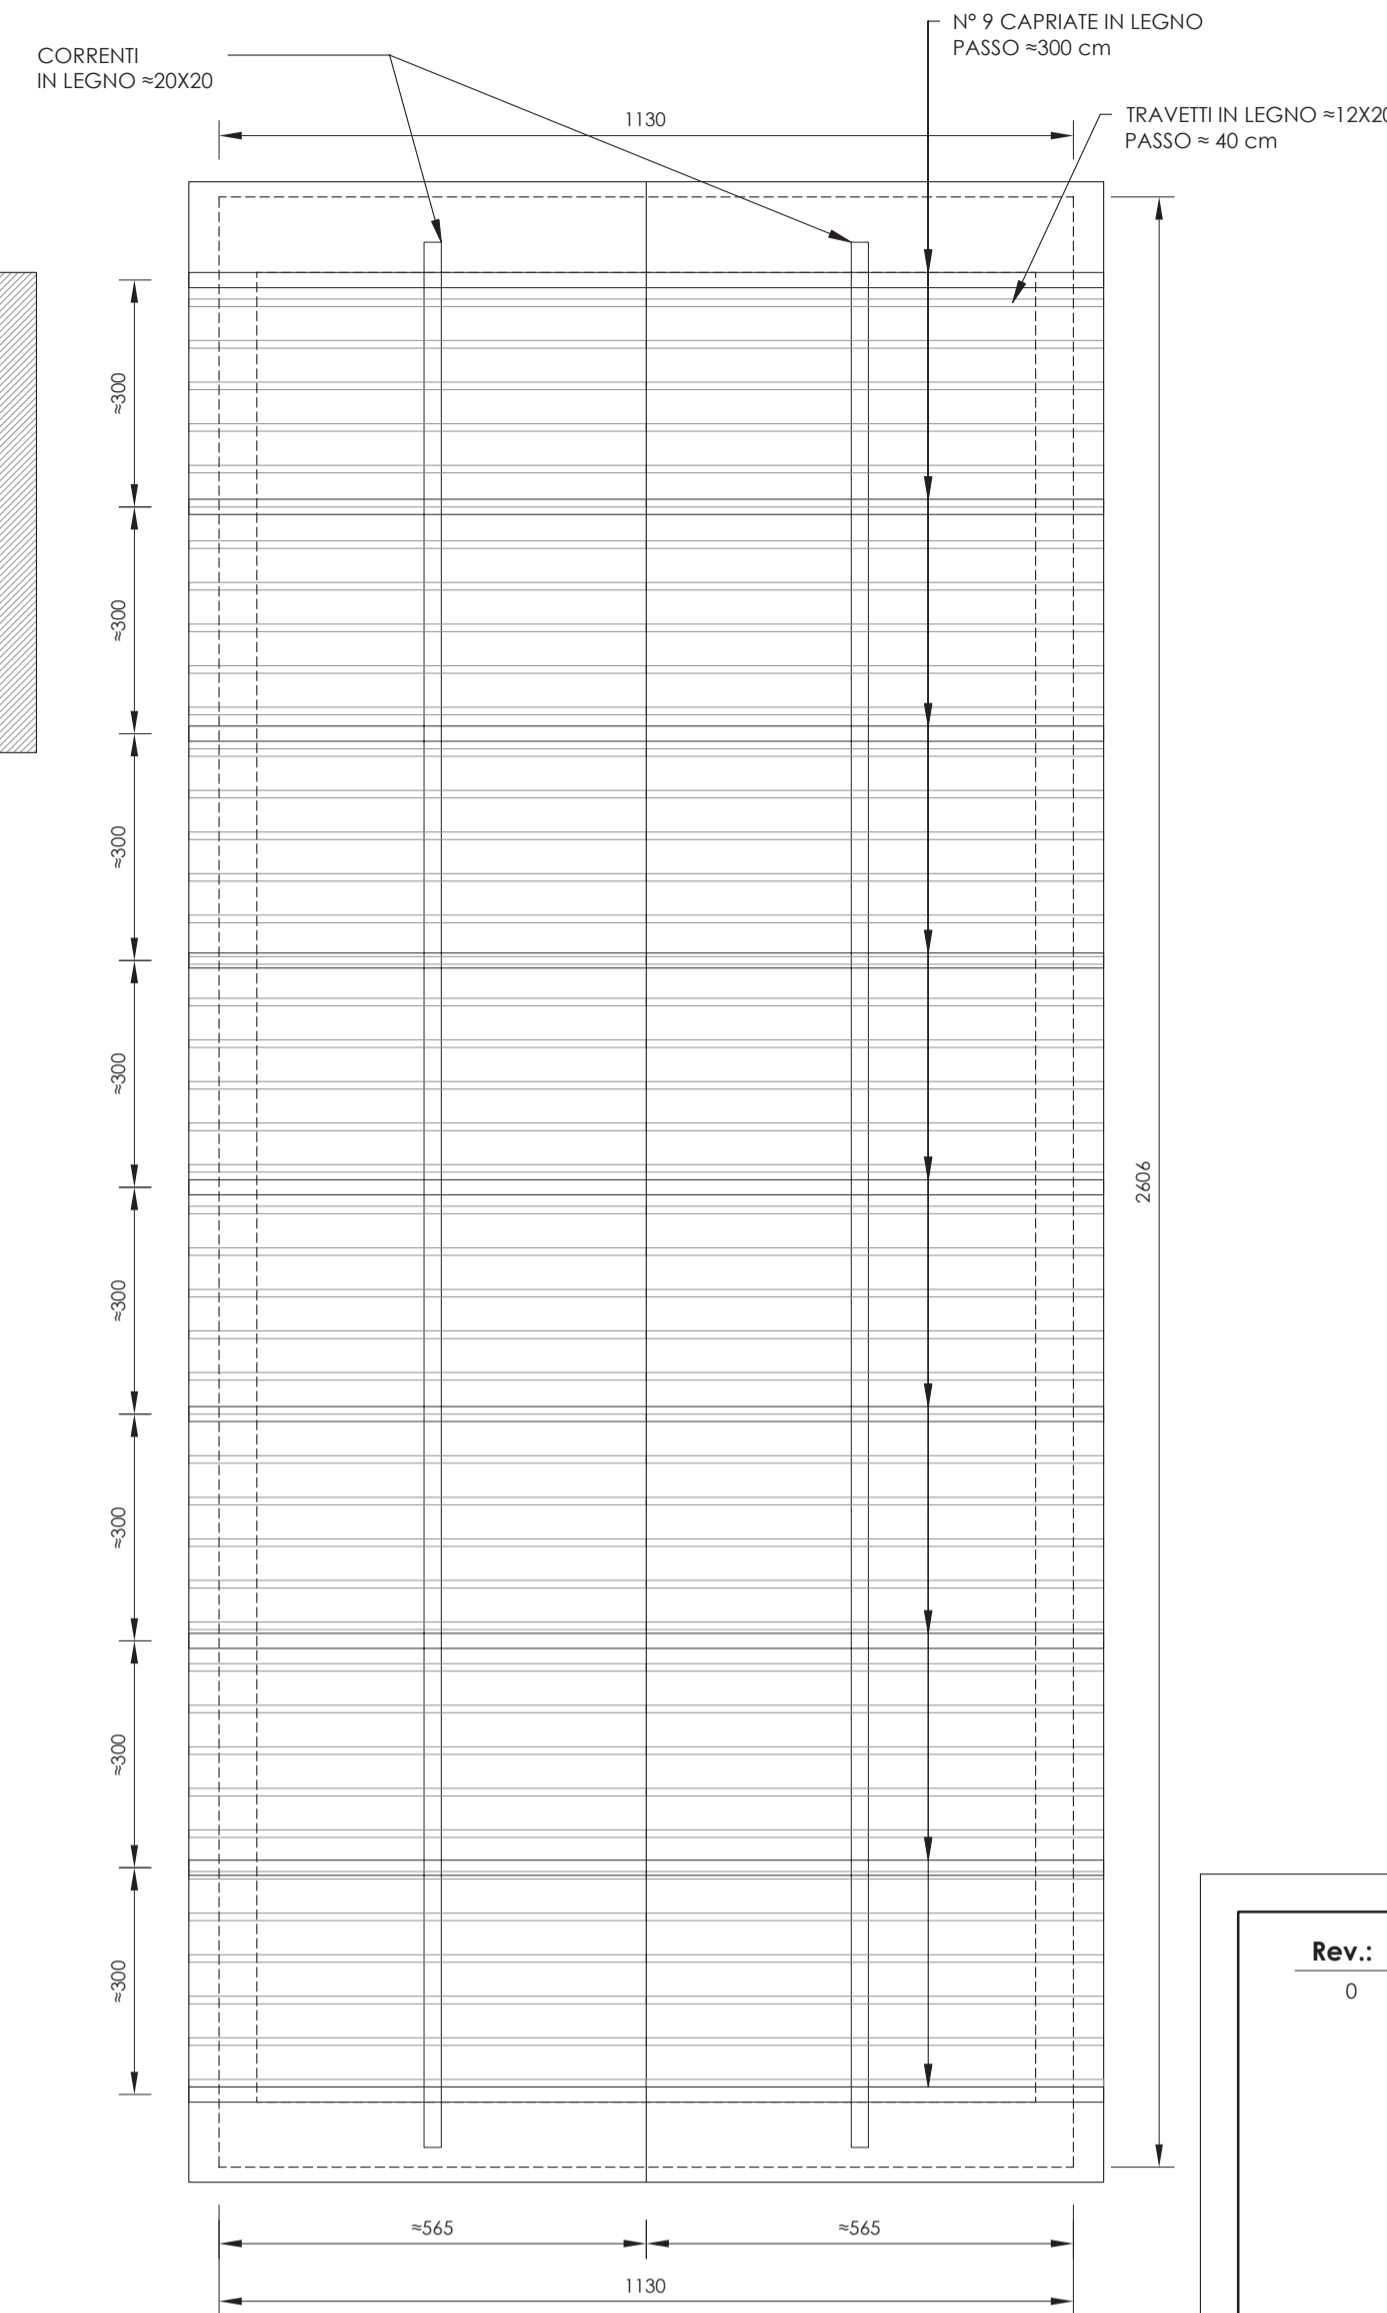 N° 9 CAPRIATE IN LEGNO
PASSO ≈300 cm
CORRENTI
IN LEGNO ≈20X20
TRAVETTI IN LEGNO ≈12X20
PASSO ≈ 40 cm
1130
≈300
≈300
≈300
≈300
≈300
≈300
≈300
≈300
2606
Rev.:
0
≈565
≈565
1130